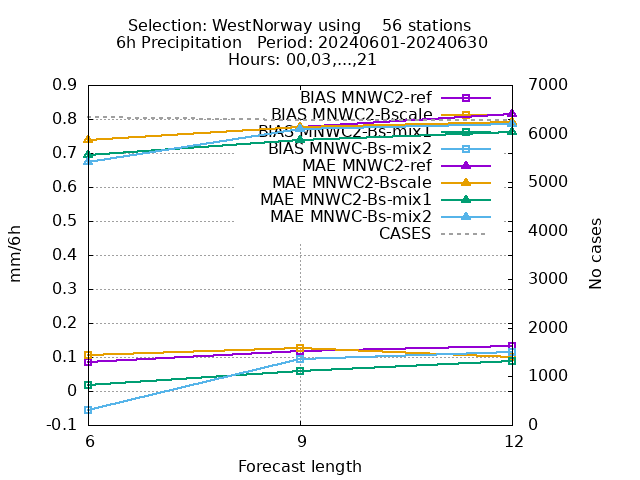 Selection: WestNorway using    56 stations
6h Precipitation   Period: 20240601-20240630
Hours: 00,03,...,21
BIAS MNWC2-ref
BIAS MNWC2-Bscale
BIAS MNWC2-Bs-mix1
BIAS MNWC-Bs-mix2
MAE MNWC2-ref
MAE MNWC2-Bscale
MAE MNWC2-Bs-mix1
MAE MNWC-Bs-mix2
CASES
0.9
0.8
0.7
0.6
0.5
0.4
0.3
0.2
0.1
0
-0.1
mm/6h
7000
6000
5000
4000
3000
2000
1000
0
No cases
6 9 12
Forecast length